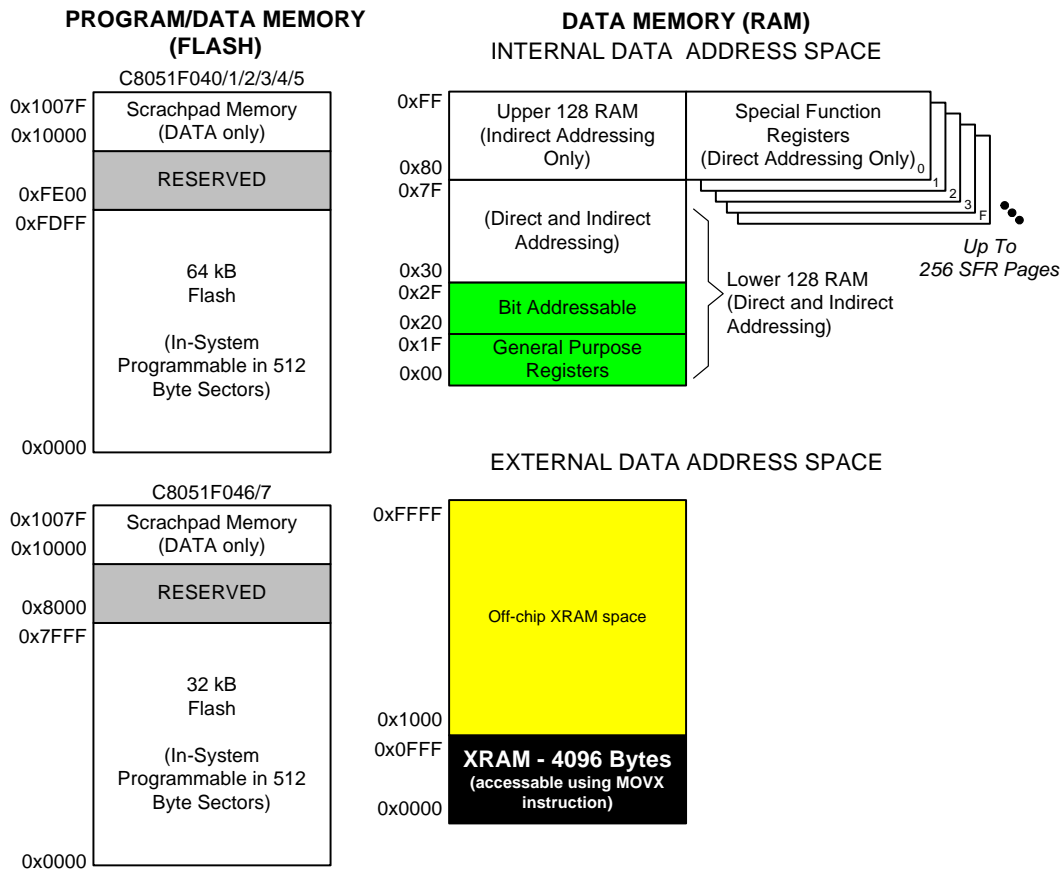 PROGRAM/DATA MEMORY
(FLASH)
C8051F040/1/2/3/4/5
0x1007F
0x10000
Scrachpad Memory
(DATA only)
RESERVED
0xFE00
0xFDFF
64 kB
Flash
(In-System
Programmable in 512
Byte Sectors)
0x0000
C8051F046/7
0x1007F
0x10000
Scrachpad Memory
(DATA only)
RESERVED
0x8000
0x7FFF
32 kB
Flash
(In-System
Programmable in 512
Byte Sectors)
0x0000
DATA MEMORY (RAM)
INTERNAL DATA ADDRESS SPACE
0xFF
Upper 128 RAM
(Indirect Addressing
Only)
0x80
Special Function
Registers
(Direct Addressing Only)
0
1
2
3
F
Up To
256 SFR Pages
0x7F
(Direct and Indirect
Addressing)
0x30
0x2F
Bit Addressable
0x20
0x1F
General Purpose
Registers
0x00
Lower 128 RAM
(Direct and Indirect
Addressing)
EXTERNAL DATA ADDRESS SPACE
0xFFFF
Off-chip XRAM space
0x1000
0x0FFF
XRAM - 4096 Bytes
(accessable using MOVX
instruction)
0x0000